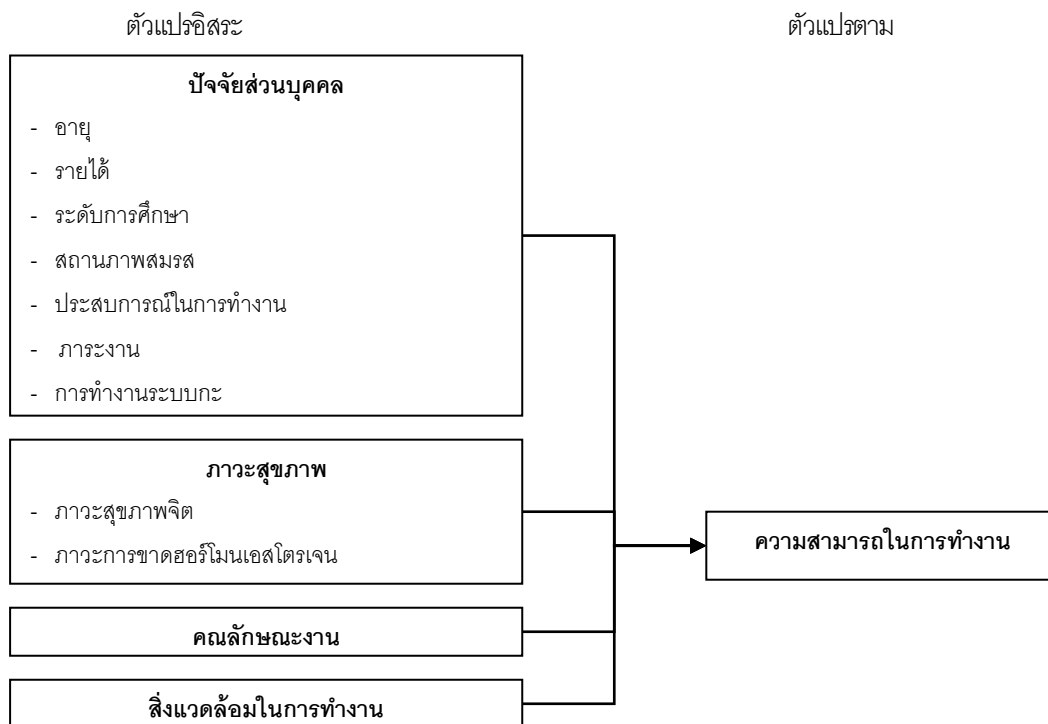 ตัวแปรอิสระ
ตัวแปรตาม
ปัจจัยส่วนบุคคล
- อายุ
- รายได้
- ระดับการศึกษา
- สถานภาพสมรส
- ประสบการณ์ในการทำงาน
- ภาระงาน
- การทำงานระบบกะ
ภาวะสุขภาพ
- ภาวะสุขภาพจิต
- ภาวะการขาดฮอร์โมนเอสโตรเจน
ความสามารถในการทำงาน
คณลักษณะงาน
สิ่งแวดล้อมในการทำงาน